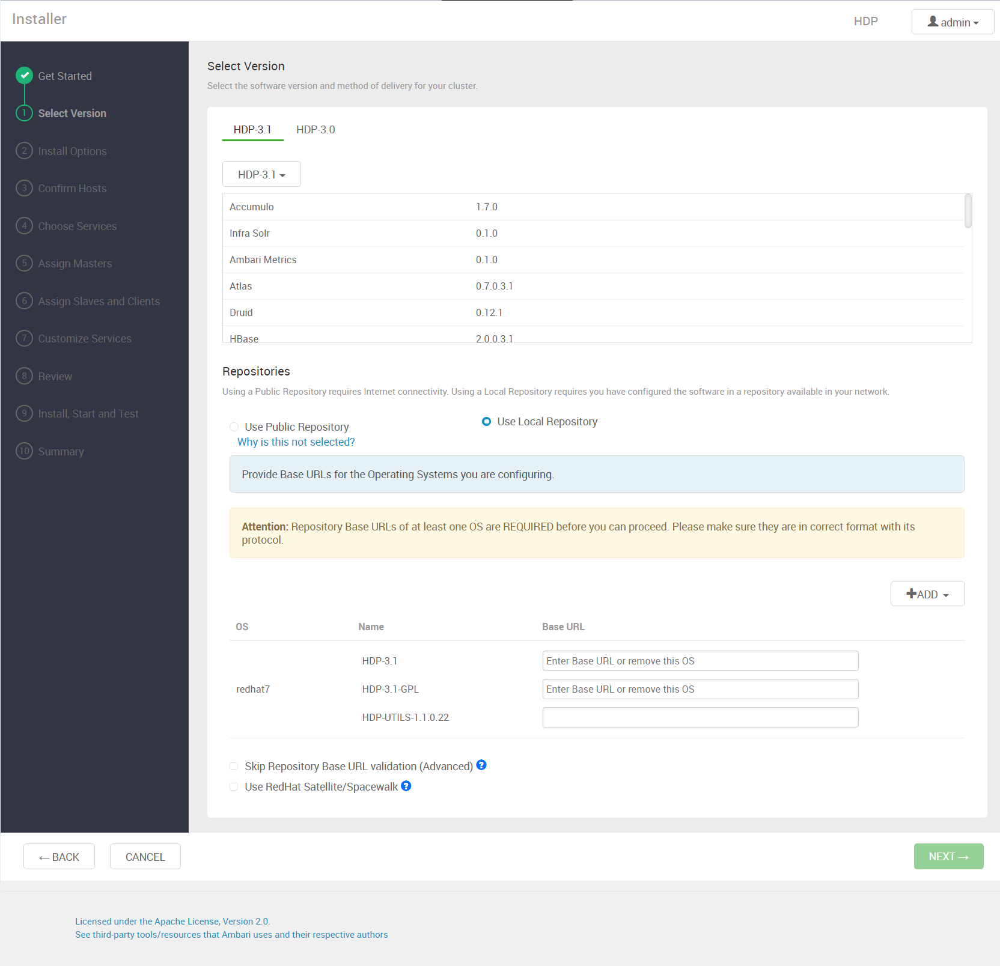 Installer
HDP
admin
Get Started
1 Select Version
2 Install Options
3 Confirm Hosts
4 Choose Services
5 Assign Masters
6 Assign Slaves and Clients
7 Customize Services
8 Review
9 Install, Start and Test
10 Summary
Select Version
Select the software version and method of delivery for your cluster.
HDP-3.1 HDP-3.0
HDP-3.1
Accumulo 1.7.0
Infra Solr 0.1.0
Ambari Metrics 0.1.0
Atlas 0.7.0.3.1
Druid 0.12.1
HBase 2.0.0.3.1
Repositories
Using a Public Repository requires Internet connectivity. Using a Local Repository requires you have configured the software in a repository available in your network.
Use Public Repository
Why is this not selected?
Use Local Repository
Provide Base URLs for the Operating Systems you are configuring.
Attention: Repository Base URLs of at least one OS are REQUIRED before you can proceed. Please make sure they are in correct format with its
protocol.
ADD
OS Name Base URL
HDP-3.1 Enter Base URL or remove this OS
redhat7 HDP-3.1-GPL Enter Base URL or remove this OS
HDP-UTILS-1.1.0.22
Skip Repository Base URL validation (Advanced) ?
Use RedHat Satellite/Spacewalk ?
← BACK
CANCEL
NEXT →
Licensed under the Apache License, Version 2.0.
See third-party tools/resources that Ambari uses and their respective authors